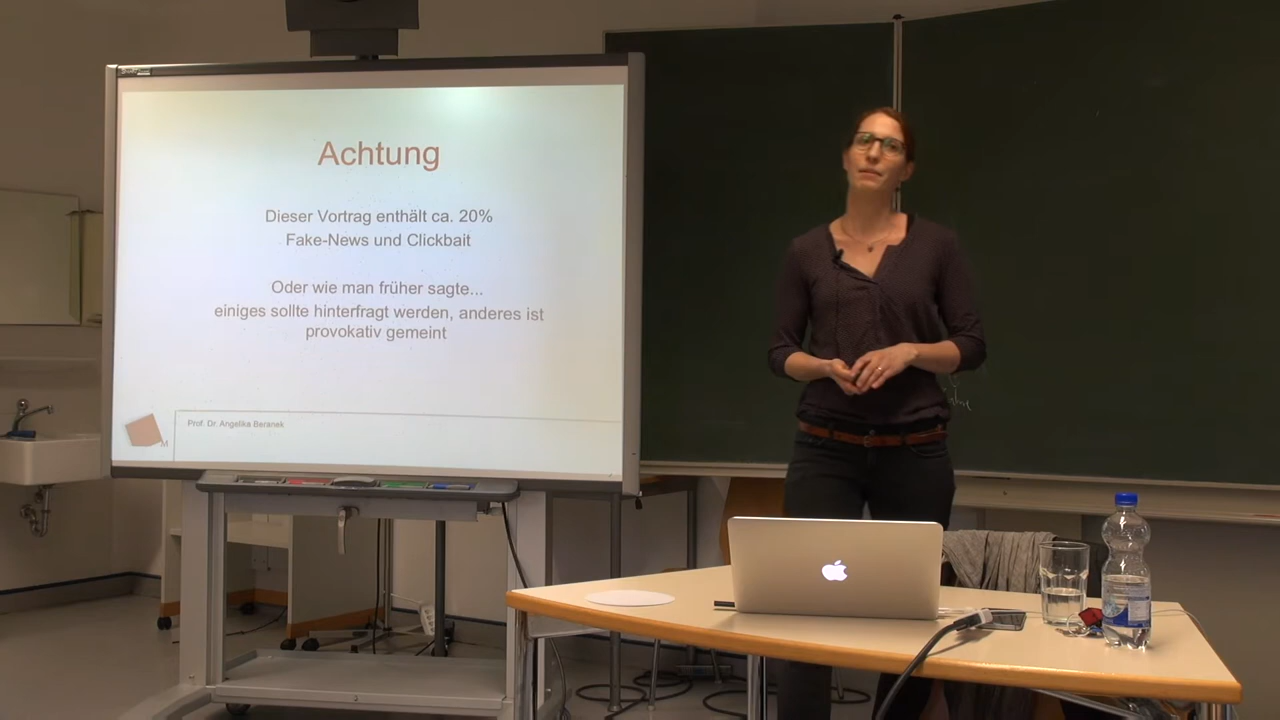 Achtung
Dieser Vortrag enthält ca. 20%
Fake-News und Clickbait
Oder wie man früher sagte...
einiges sollte hinterfragt werden, anderes ist
provokativ gemeint
Prof. Dr. Angelika Beranek
M